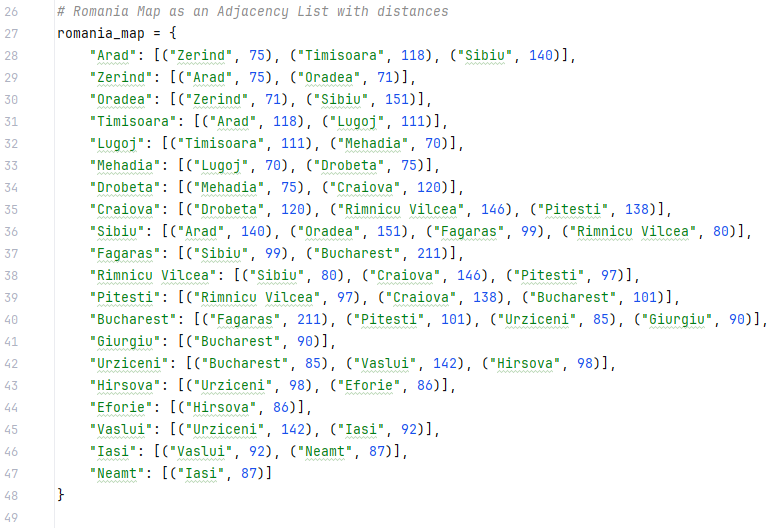 26 # Romania Map as an Adjacency List with distances
27 romania_map = {
28     "Arad": [("Zerind", 75), ("Timisoara", 118), ("Sibiu", 140)],
29     "Zerind": [("Arad", 75), ("Oradea", 71)],
30     "Oradea": [("Zerind", 71), ("Sibiu", 151)],
31     "Timisoara": [("Arad", 118), ("Lugoj", 111)],
32     "Lugoj": [("Timisoara", 111), ("Mehadia", 70)],
33     "Mehadia": [("Lugoj", 70), ("Drobeta", 75)],
34     "Drobeta": [("Mehadia", 75), ("Craiova", 120)],
35     "Craiova": [("Drobeta", 120), ("Rimnicu Vilcea", 146), ("Pitesti", 138)],
36     "Sibiu": [("Arad", 140), ("Oradea", 151), ("Fagaras", 99), ("Rimnicu Vilcea", 80)],
37     "Fagaras": [("Sibiu", 99), ("Bucharest", 211)],
38     "Rimnicu Vilcea": [("Sibiu", 80), ("Craiova", 146), ("Pitesti", 97)],
39     "Pitesti": [("Rimnicu Vilcea", 97), ("Craiova", 138), ("Bucharest", 101)],
40     "Bucharest": [("Fagaras", 211), ("Pitesti", 101), ("Urziceni", 85), ("Giurgiu", 90)],
41     "Giurgiu": [("Bucharest", 90)],
42     "Urziceni": [("Bucharest", 85), ("Vaslui", 142), ("Hirsova", 98)],
43     "Hirsova": [("Urziceni", 98), ("Eforie", 86)],
44     "Eforie": [("Hirsova", 86)],
45     "Vaslui": [("Urziceni", 142), ("Iasi", 92)],
46     "Iasi": [("Vaslui", 92), ("Neamt", 87)],
47     "Neamt": [("Iasi", 87)]
48 }
49